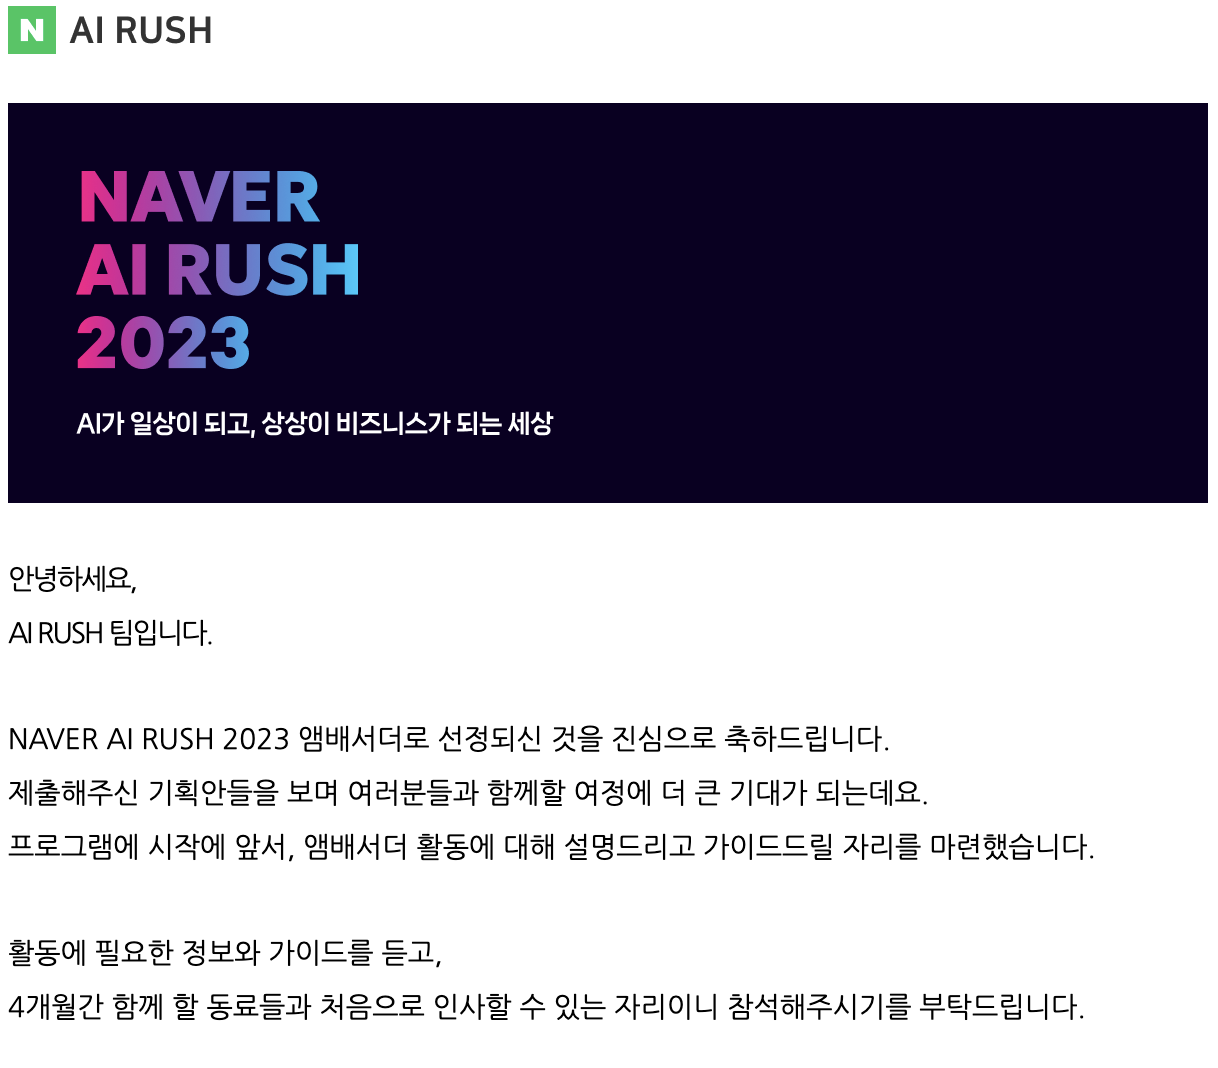 N AI RUSH
NAVER
AI RUSH
2023
AI가 일상이 되고, 상상이 비즈니스가 되는 세상
안녕하세요,
AI RUSH 팀입니다.
NAVER AI RUSH 2023 앰배서더로 선정되신 것을 진심으로 축하드립니다.
제출해주신 기획안들을 보며 여러분들과 함께할 여정에 더 큰 기대가 되는데요.
프로그램에 시작에 앞서, 앰배서더 활동에 대해 설명드리고 가이드드릴 자리를 마련했습니다.
활동에 필요한 정보와 가이드를 듣고,
4개월간 함께 할 동료들과 처음으로 인사할 수 있는 자리이니 참석해주시기를 부탁드립니다.